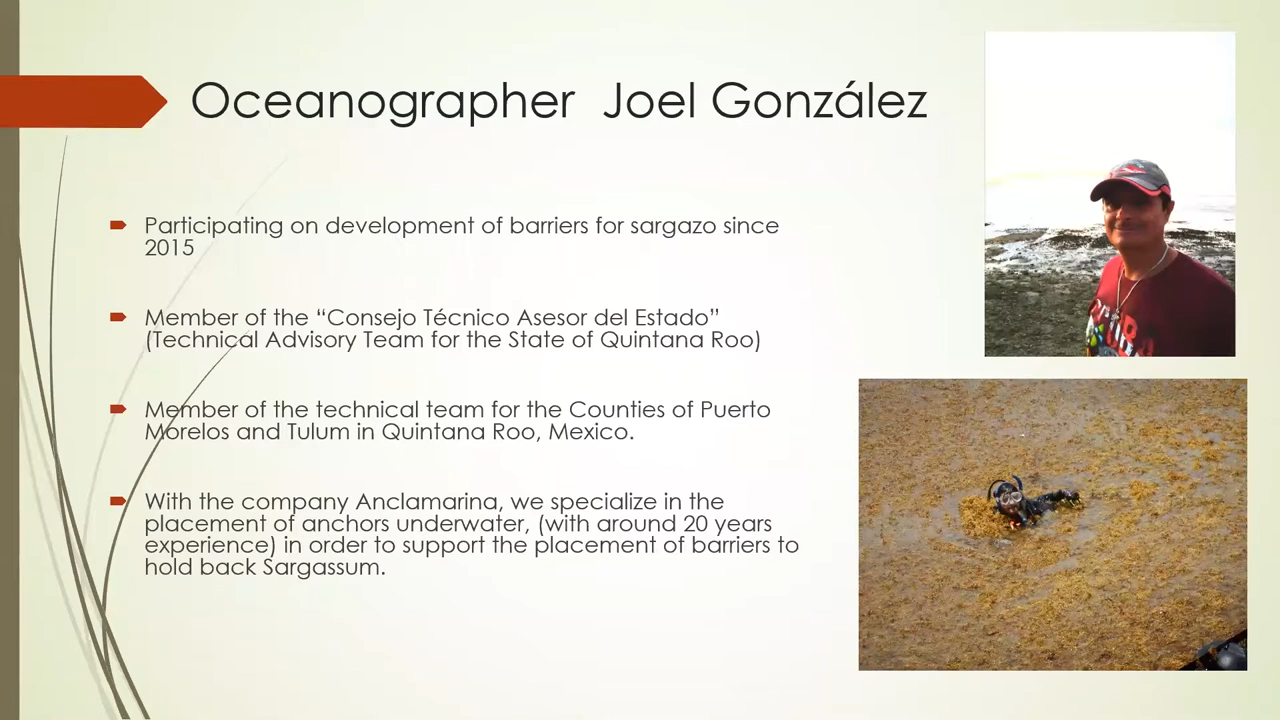 Oceanographer Joel González
Participating on development of barriers for sargazo since
2015
Member of the “Consejo Técnico Asesor del Estado”
(Technical Advisory Team for the State of Quintana Roo)
Member of the technical team for the Counties of Puerto
Morelos and Tulum in Quintana Roo, Mexico.
With the company Anclamarina, we specialize in the
placement of anchors underwater, (with around 20 years
experience) in order to support the placement of barriers to
hold back Sargassum.